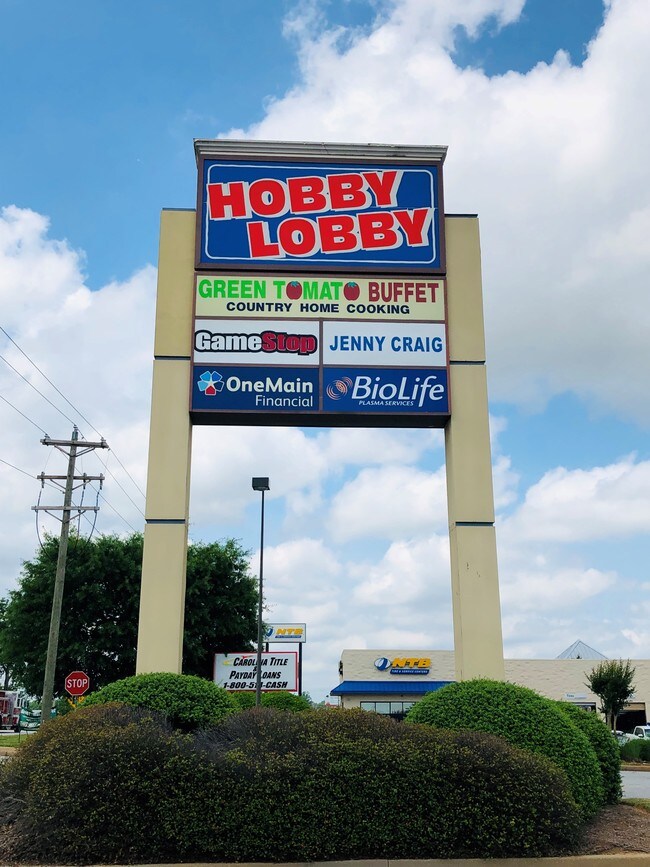 HOBBY
LOBBY
GREEN TOMATO BUFFET
COUNTRY HOME COOKING
GameStop
JENNY CRAIG
OneMain
Financial
BioLife
PLASMA SERVICES
NTB
CAROLINA TITLE
&
PAYDAY LOANS
NTB
STOP